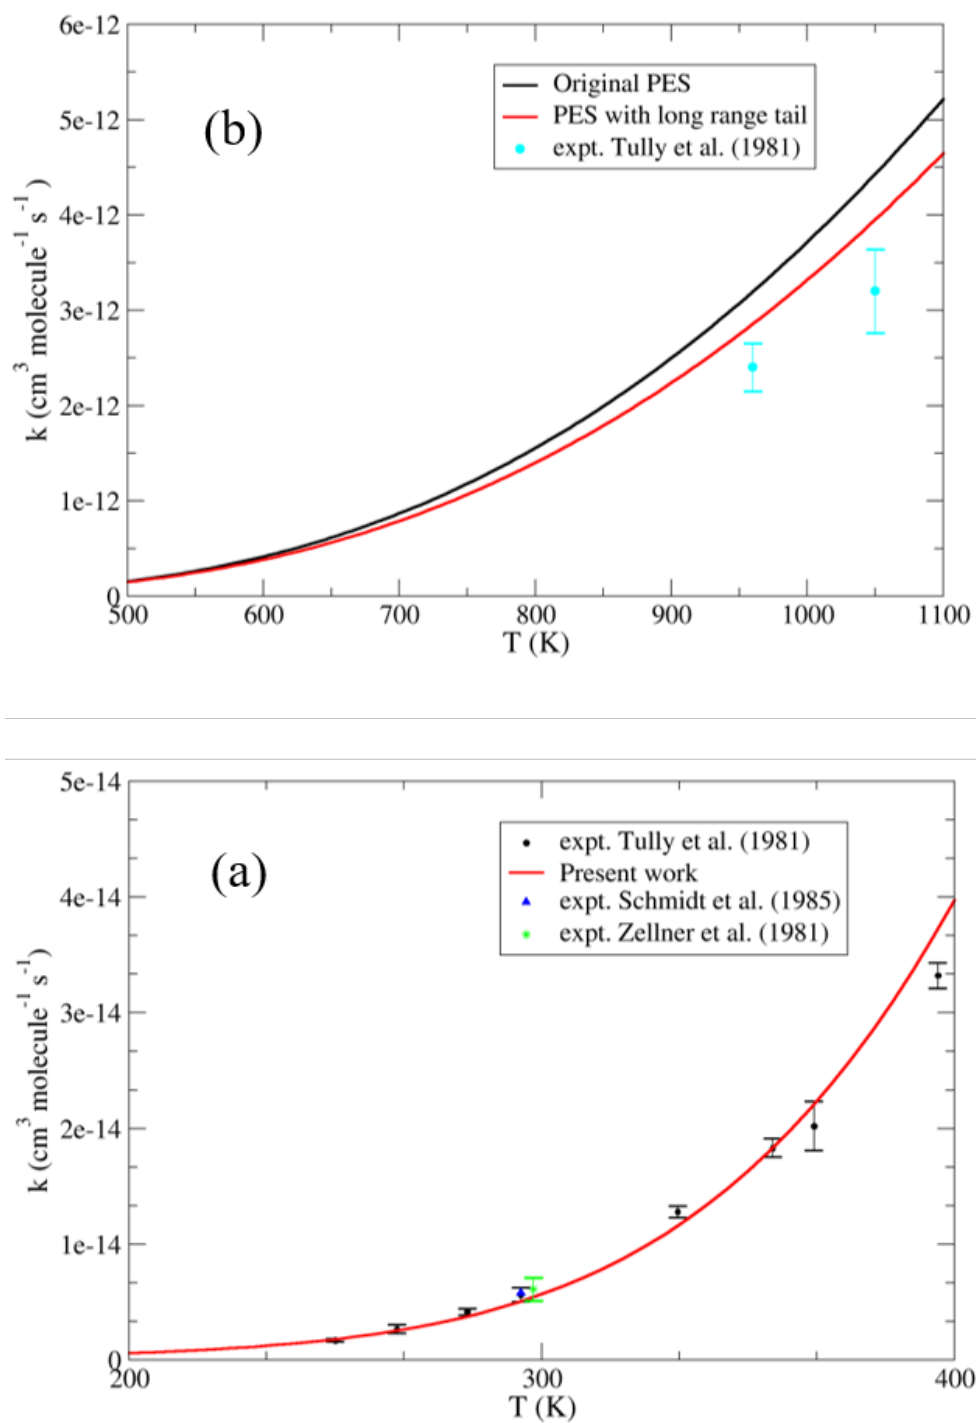 6e-12
5e-12
4e-12
3e-12
2e-12
1e-12
0
k (cm3 molecule-1 s-1 )
(b)
Original PES
PES with long range tail
expt. Tully et al. (1981)
500 600 700 800 900 1000 1100
T (K)
5e-14
4e-14
3e-14
2e-14
1e-14
0
k (cm3 molecule-1 s-1)
(a)
expt. Tully et al. (1981)
Present work
expt. Schmidt et al. (1985)
expt. Zellner et al. (1981)
200 300 400
T (K)